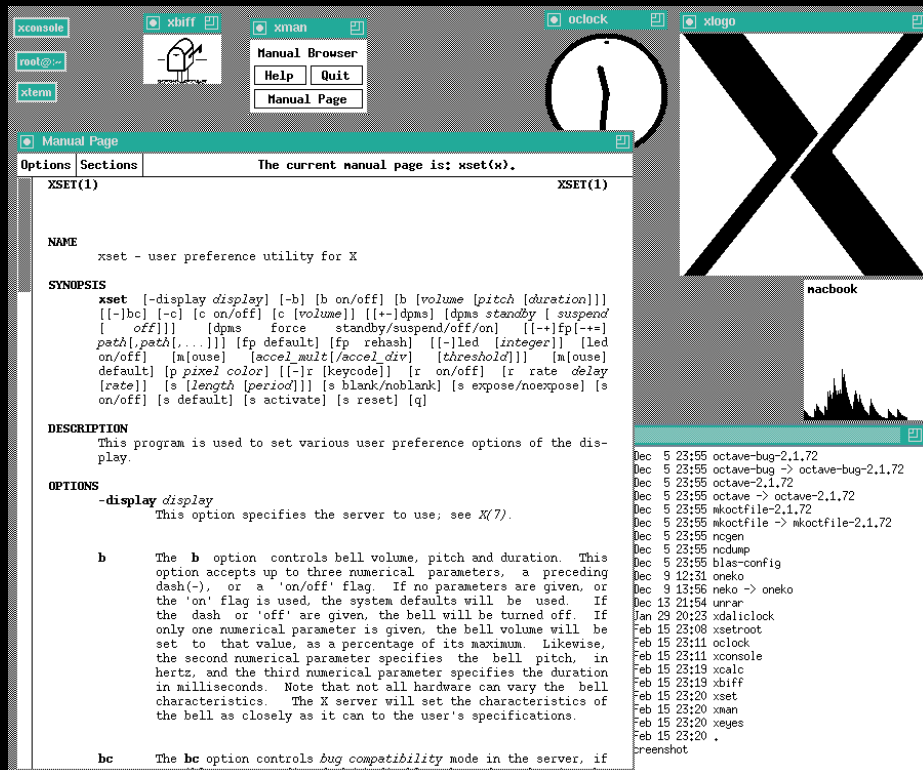 xconsole
root@:~
xterm
xbiff
xman
Manual Browser
Help Quit
Manual Page
oclock
xlogo
macbook
Manual Page
Options Sections The current manual page is: xset(x).
XSET(1) XSET(1)
NAME
xset - user preference utility for X
SYNOPSIS
xset [-display display] [-b] [b on/off] [b [volume [pitch [duration]]]
[[-]bc] [-c] [c on/off] [c [volume]] [[+-]dpms] [dpms standby [ suspend
[ off]]] [dpms force standby/suspend/off/on] [[-+]fp[-+=]
path[,path[,...]]] [fp default] [fp rehash] [[-]led [integer]] [led
on/off] [m[ouse] [accel_mult[/accel_div] [threshold]]] [m[ouse]
default] [p pixel color] [[-]r [keycode]] [r on/off] [r rate delay
[rate]] [s [length [period]]] [s blank/noblank] [s expose/noexpose] [s
on/off] [s default] [s activate] [s reset] [q]
DESCRIPTION
This program is used to set various user preference options of the dis-
play.
OPTIONS
-display display
This option specifies the server to use; see X(7).
b The b option controls bell volume, pitch and duration. This
option accepts up to three numerical parameters, a preceding
dash(-), or a 'on/off' flag. If no parameters are given, or
the 'on' flag is used, the system defaults will be used. If
the dash or 'off' are given, the bell will be turned off. If
only one numerical parameter is given, the bell volume will be
set to that value, as a percentage of its maximum. Likewise,
the second numerical parameter specifies the bell pitch, in
hertz, and the third numerical parameter specifies the duration
in milliseconds. Note that not all hardware can vary the bell
characteristics. The X server will set the characteristics of
the bell as closely as it can to the user's specifications.
bc The bc option controls bug compatibility mode in the server, if
Dec 5 23:55 octave-bug-2.1.72
Dec 5 23:55 octave-bug -> octave-bug-2.1.72
Dec 5 23:55 octave-2.1.72
Dec 5 23:55 octave -> octave-2.1.72
Dec 5 23:55 mkoctfile-2.1.72
Dec 5 23:55 mkoctfile -> mkoctfile-2.1.72
Dec 5 23:55 ncgen
Dec 5 23:55 ncdump
Dec 5 23:55 blas-config
Dec 9 12:31 oneko
Dec 9 13:56 neko -> oneko
Dec 13 21:54 unrar
Jan 29 20:23 xdaliclock
Feb 15 23:08 xsetroot
Feb 15 23:11 oclock
Feb 15 23:11 xconsole
Feb 15 23:19 xcalc
Feb 15 23:19 xbiff
Feb 15 23:20 xset
Feb 15 23:20 xman
Feb 15 23:20 xeyes
Feb 15 23:20 .
creenshot